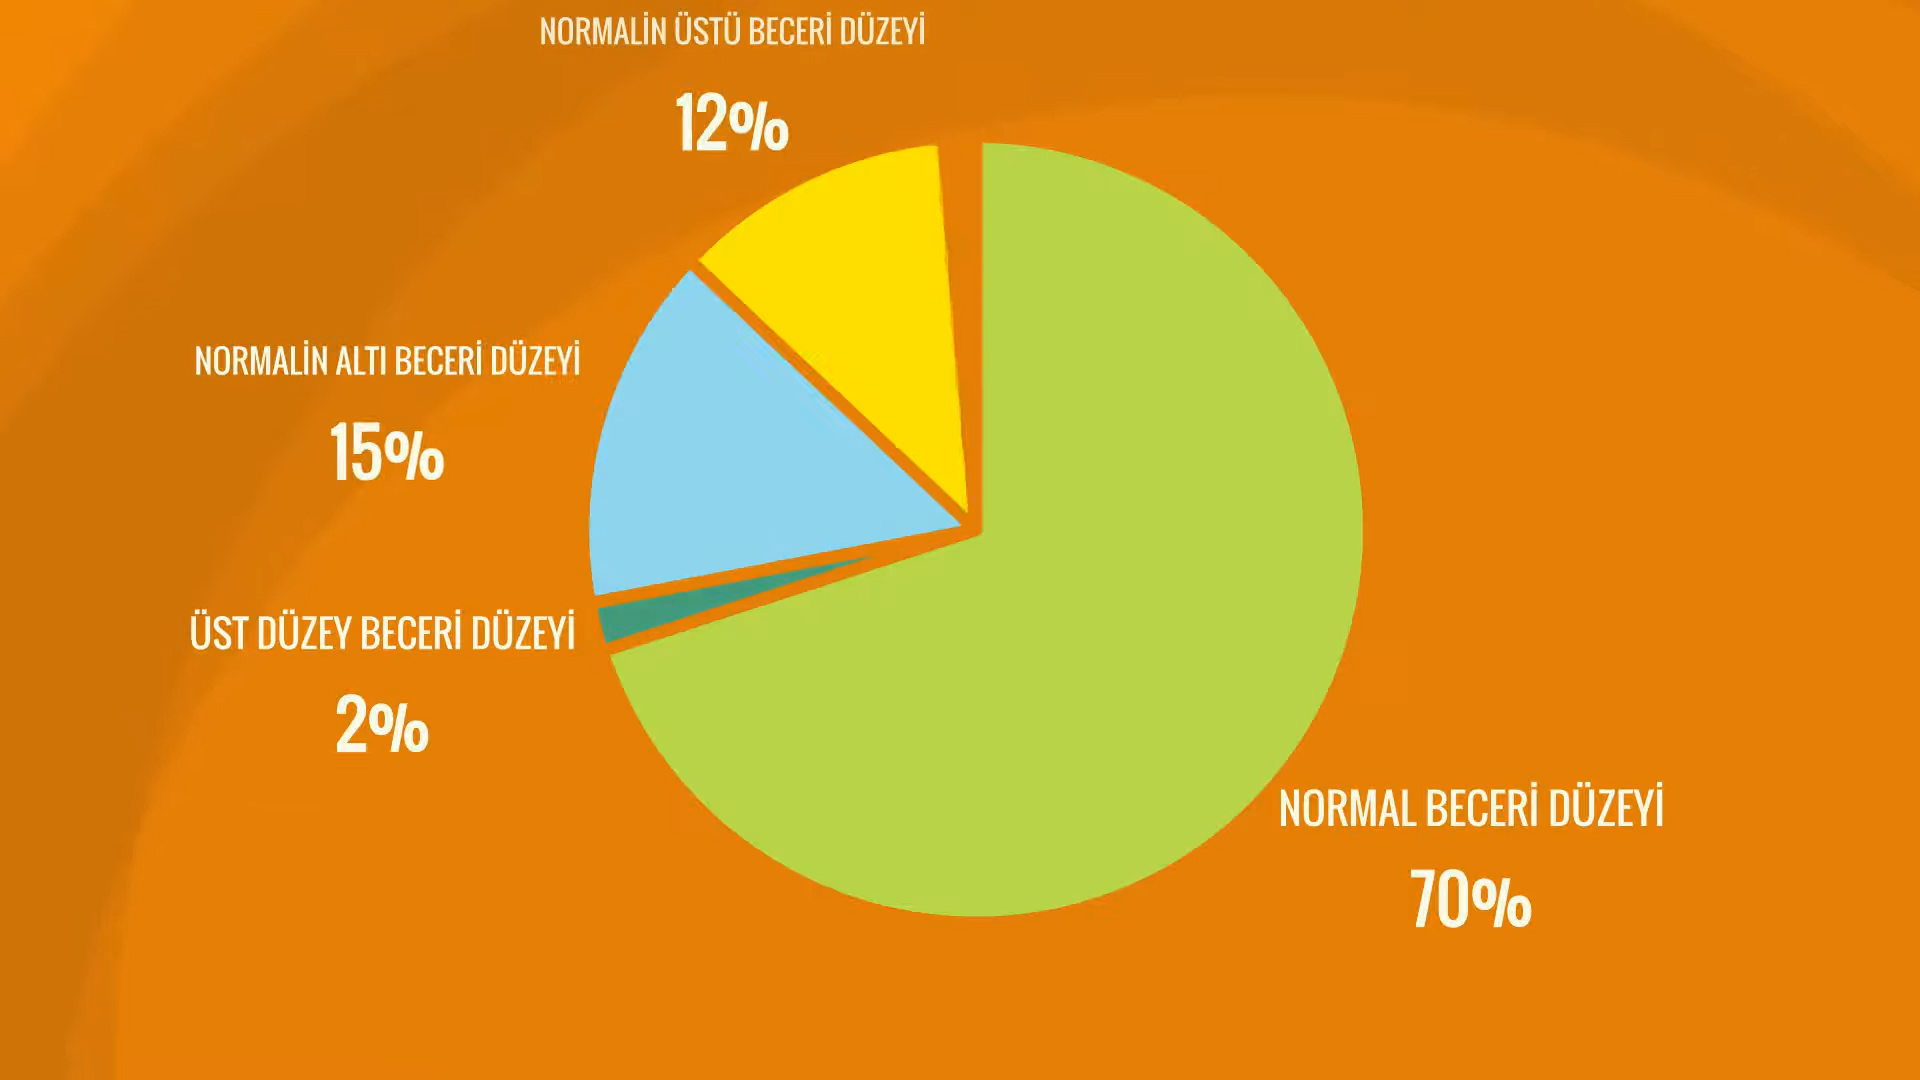 NORMALİN ÜSTÜ BECERİ DÜZEYİ
12%
NORMALİN ALTI BECERİ DÜZEYİ
15%
ÜST DÜZEY BECERİ DÜZEYİ
2%
NORMAL BECERİ DÜZEYİ
70%